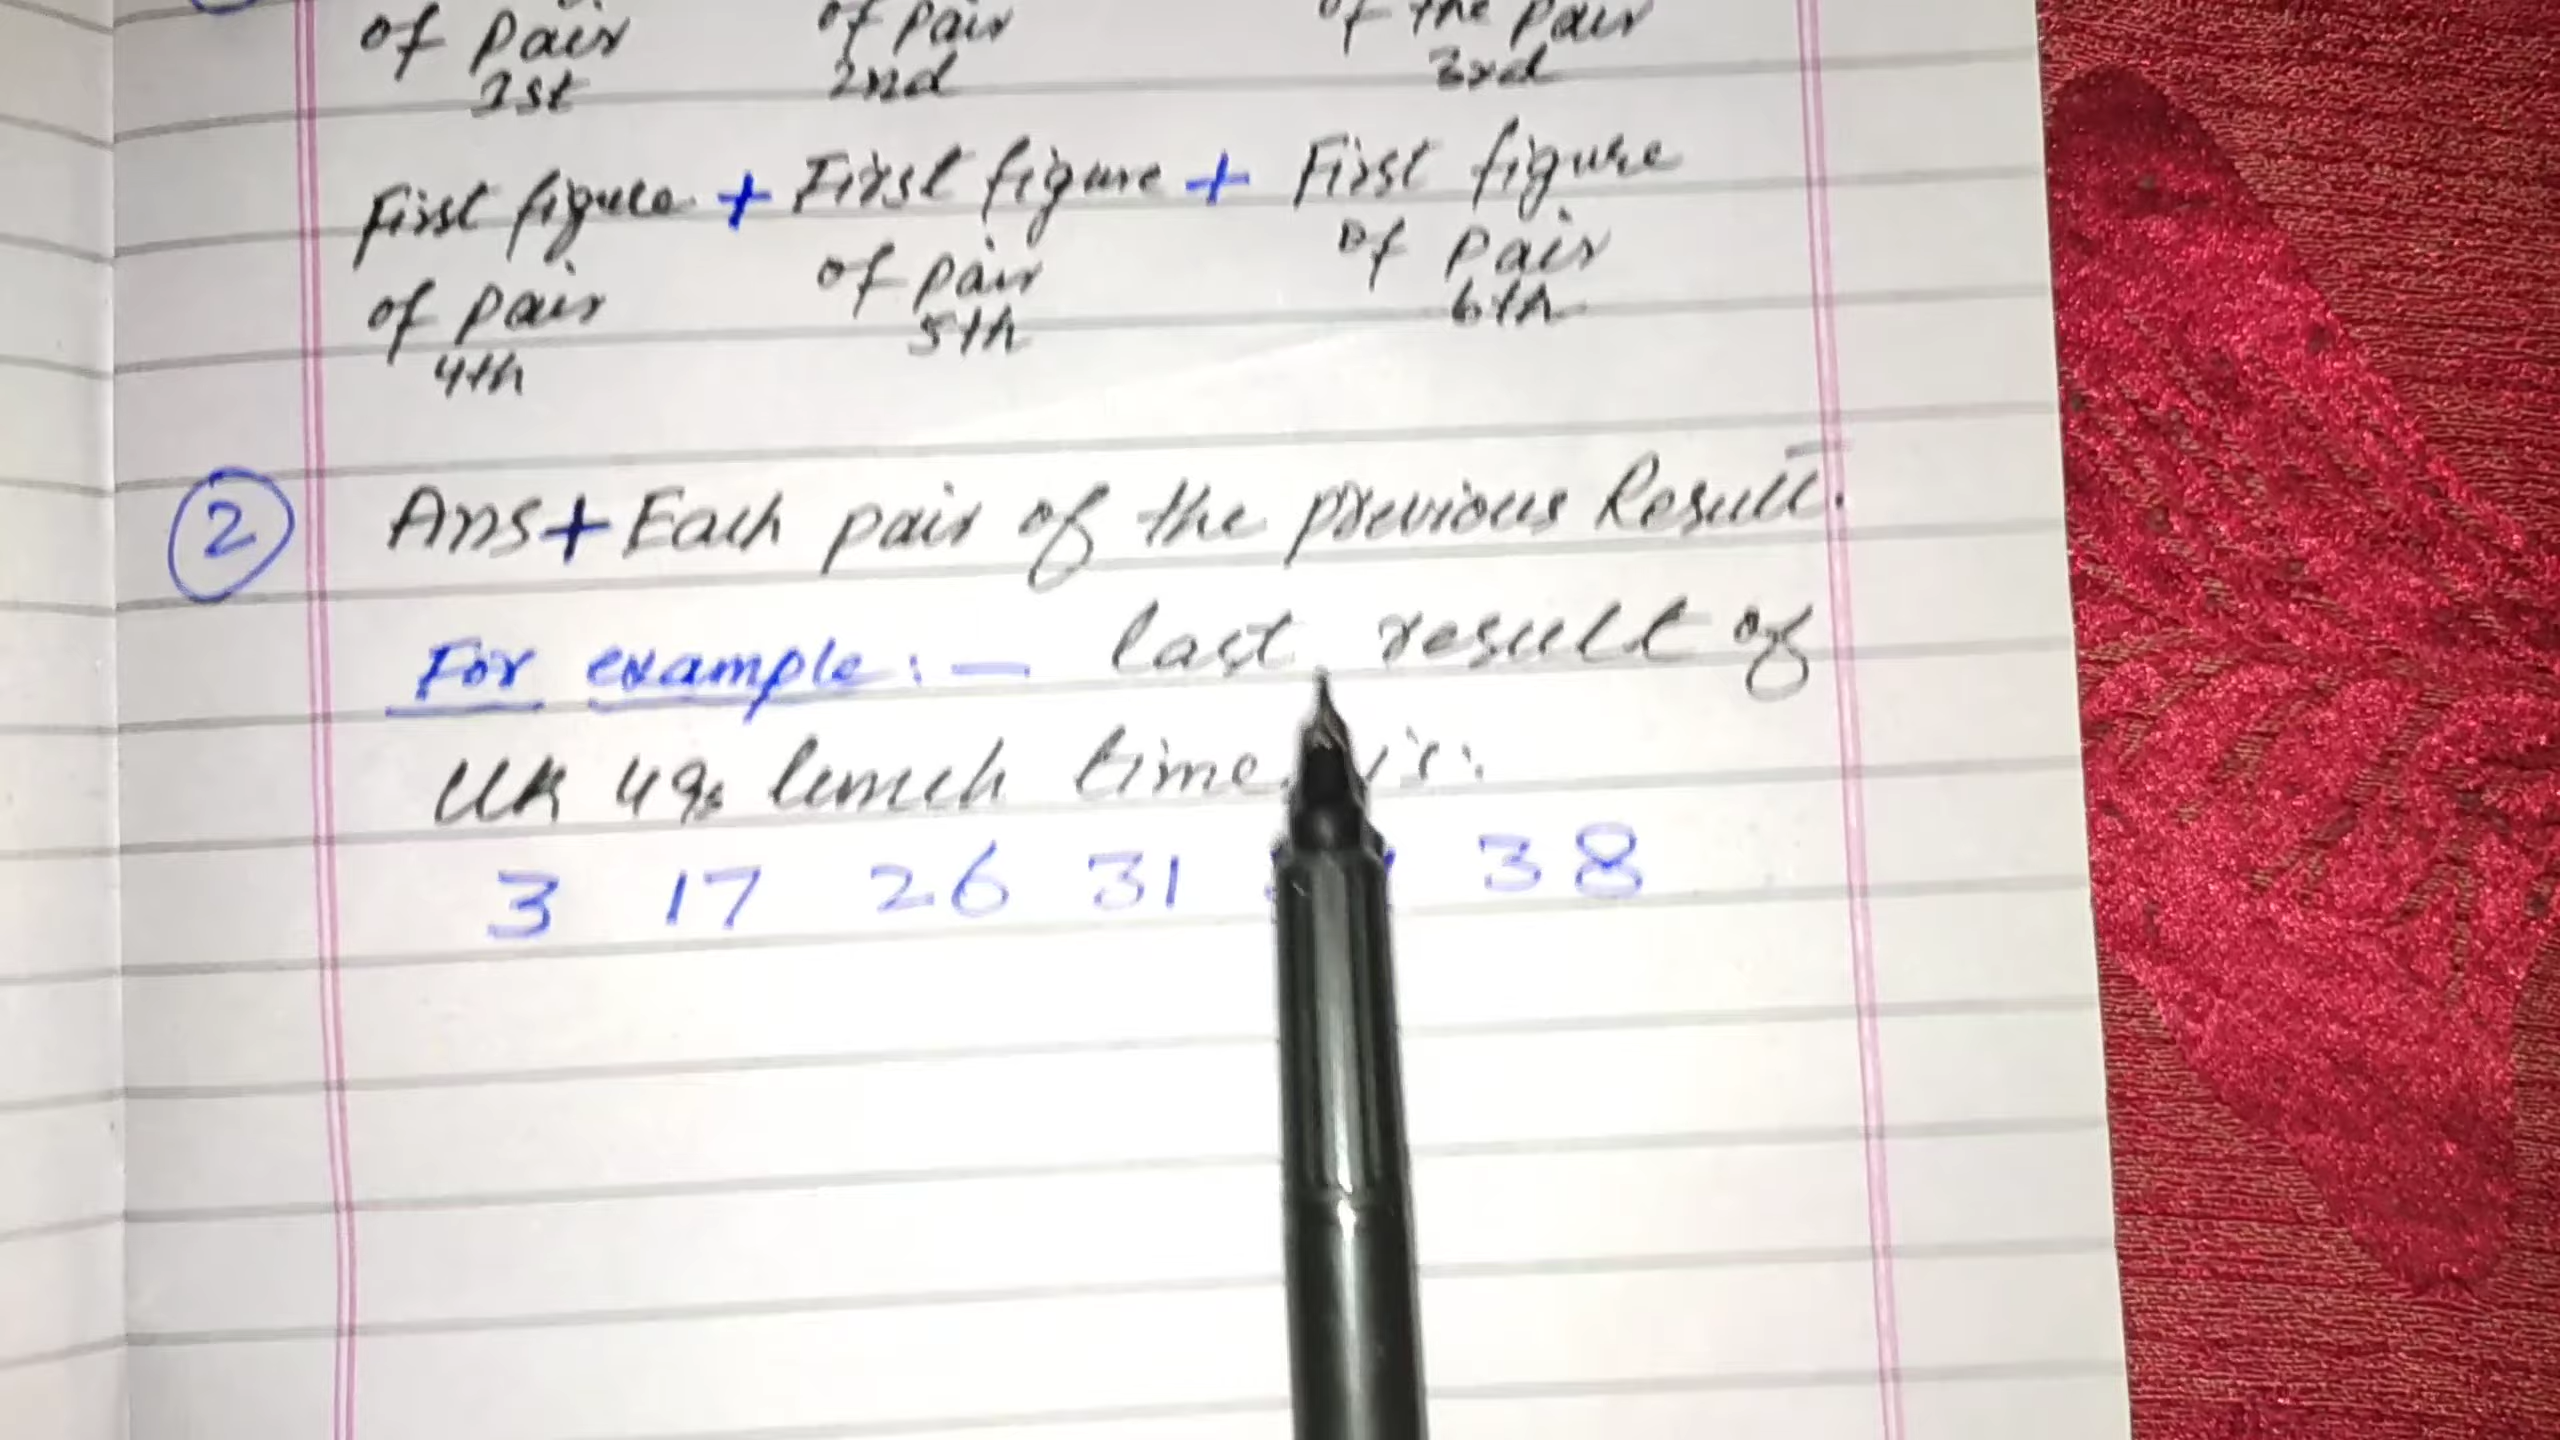 of pair of pair of the pair
1st 2nd 3rd
First figure + First figure + First figure
of pair of pair of pair
4th 5th 6th
2 Ans + Each pair of the previous Result.
For example:- last result of
UK 49s lunch time is:
3 17 26 31 38